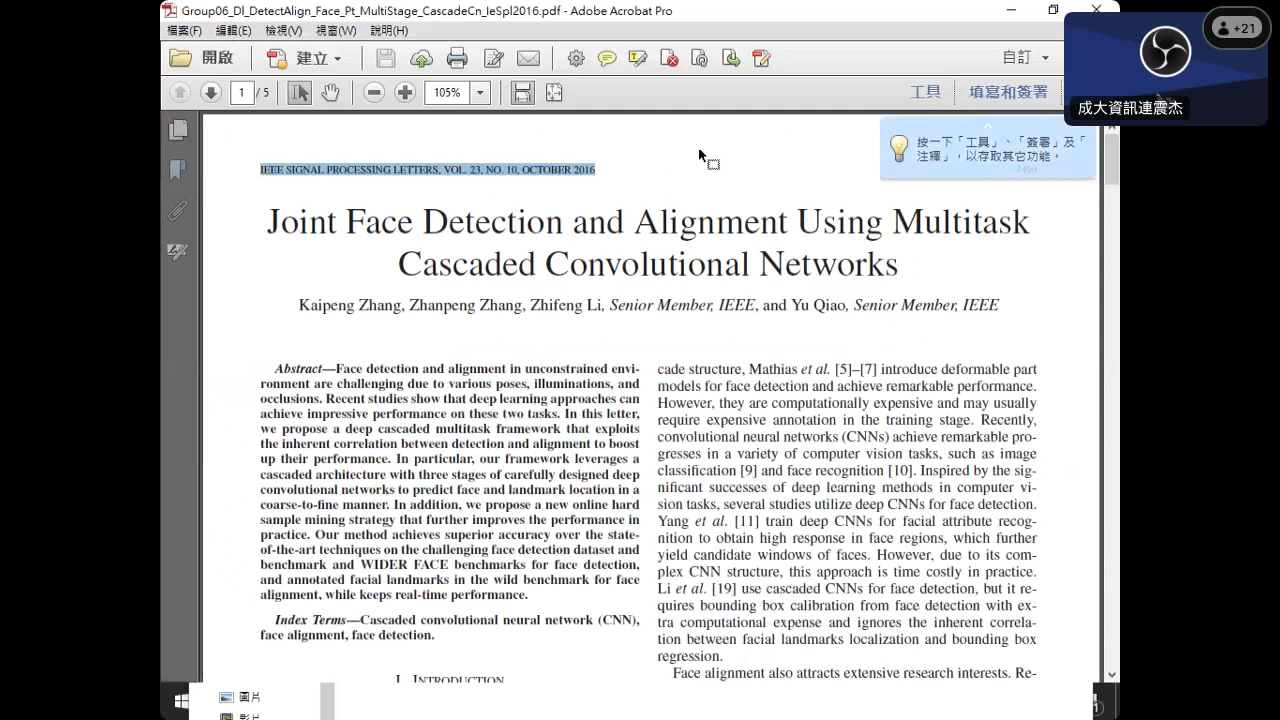 Group06_Dl_DetectAlign_Face_Pt_MultiStage_CascadeCn_IeSpl2016.pdf - Adobe Acrobat Pro
檔案(F) 編輯(E) 檢視(V) 視窗(W) 說明(H)
開啟 建立 自訂
1 / 5 105% 工具 填寫和簽署
+21
成大資訊連震杰
按一下「工具」、「簽署」及「
注釋」，以存取其它功能。
IEEE SIGNAL PROCESSING LETTERS, VOL. 23, NO. 10, OCTOBER 2016
Joint Face Detection and Alignment Using Multitask
Cascaded Convolutional Networks
Kaipeng Zhang, Zhanpeng Zhang, Zhifeng Li, Senior Member, IEEE, and Yu Qiao, Senior Member, IEEE
Abstract—Face detection and alignment in unconstrained envi-
ronment are challenging due to various poses, illuminations, and
occlusions. Recent studies show that deep learning approaches can
achieve impressive performance on these two tasks. In this letter,
we propose a deep cascaded multitask framework that exploits
the inherent correlation between detection and alignment to boost
up their performance. In particular, our framework leverages a
cascaded architecture with three stages of carefully designed deep
convolutional networks to predict face and landmark location in a
coarse-to-fine manner. In addition, we propose a new online hard
sample mining strategy that further improves the performance in
practice. Our method achieves superior accuracy over the state-
of-the-art techniques on the challenging face detection dataset and
benchmark and WIDER FACE benchmarks for face detection,
and annotated facial landmarks in the wild benchmark for face
alignment, while keeps real-time performance.
Index Terms—Cascaded convolutional neural network (CNN),
face alignment, face detection.
I. INTRODUCTION
cade structure, Mathias et al. [5]–[7] introduce deformable part
models for face detection and achieve remarkable performance.
However, they are computationally expensive and may usually
require expensive annotation in the training stage. Recently,
convolutional neural networks (CNNs) achieve remarkable pro-
gresses in a variety of computer vision tasks, such as image
classification [9] and face recognition [10]. Inspired by the sig-
nificant successes of deep learning methods in computer vi-
sion tasks, several studies utilize deep CNNs for face detection.
Yang et al. [11] train deep CNNs for facial attribute recog-
nition to obtain high response in face regions, which further
yield candidate windows of faces. However, due to its com-
plex CNN structure, this approach is time costly in practice.
Li et al. [19] use cascaded CNNs for face detection, but it re-
quires bounding box calibration from face detection with ex-
tra computational expense and ignores the inherent correla-
tion between facial landmarks localization and bounding box
regression.
Face alignment also attracts extensive research interests. Re-
圖片